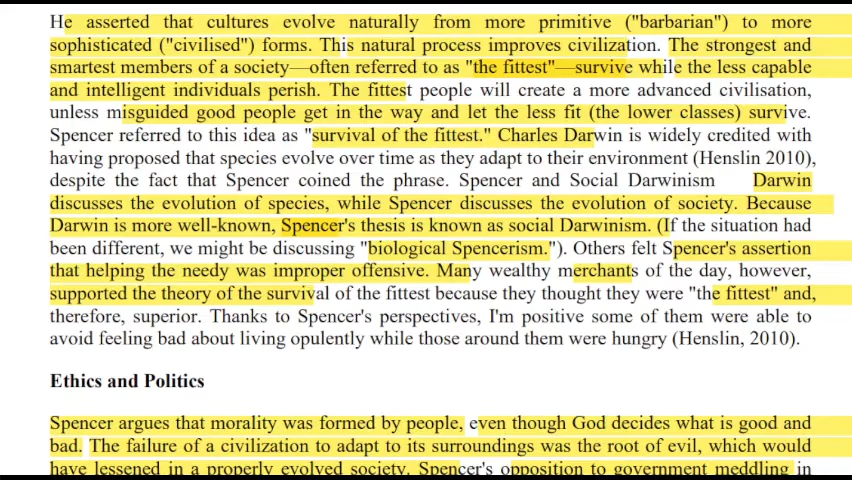 He asserted that cultures evolve naturally from more primitive ("barbarian") to more
sophisticated ("civilised") forms. This natural process improves civilization. The strongest and
smartest members of a society—often referred to as "the fittest"—survive while the less capable
and intelligent individuals perish. The fittest people will create a more advanced civilisation,
unless misguided good people get in the way and let the less fit (the lower classes) survive.
Spencer referred to this idea as "survival of the fittest." Charles Darwin is widely credited with
having proposed that species evolve over time as they adapt to their environment (Henslin 2010),
despite the fact that Spencer coined the phrase. Spencer and Social Darwinism Darwin
discusses the evolution of species, while Spencer discusses the evolution of society. Because
Darwin is more well-known, Spencer's thesis is known as social Darwinism. (If the situation had
been different, we might be discussing "biological Spencerism."). Others felt Spencer's assertion
that helping the needy was improper offensive. Many wealthy merchants of the day, however,
supported the theory of the survival of the fittest because they thought they were "the fittest" and,
therefore, superior. Thanks to Spencer's perspectives, I'm positive some of them were able to
avoid feeling bad about living opulently while those around them were hungry (Henslin, 2010).
Ethics and Politics
Spencer argues that morality was formed by people, even though God decides what is good and
bad. The failure of a civilization to adapt to its surroundings was the root of evil, which would
have lessened in a properly evolved society. Spencer's opposition to government meddling in